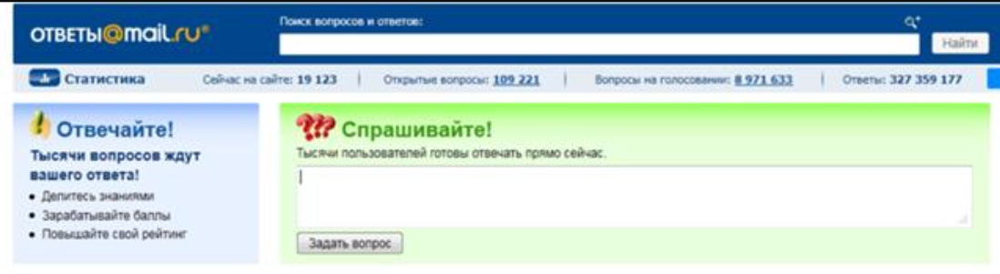 ответы@mail.ru®
Поиск вопросов и ответов:
Найти
Статистика
Сейчас на сайте: 19 123 | Открытые вопросы: 109 221 | Вопросы на голосовании: 8 971 633 | Ответы: 327 359 177
Отвечайте!
Тысячи вопросов ждут
вашего ответа!
• Делитесь знаниями
• Зарабатывайте баллы
• Повышайте свой рейтинг
??? Спрашивайте!
Тысячи пользователей готовы отвечать прямо сейчас.
Задать вопрос